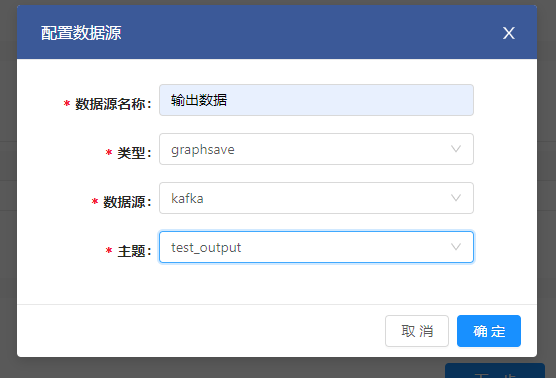 配置数据源 X
* 数据源名称: 输出数据
* 类型: graphsave
* 数据源: kafka
* 主题: test_output
取 消 确 定